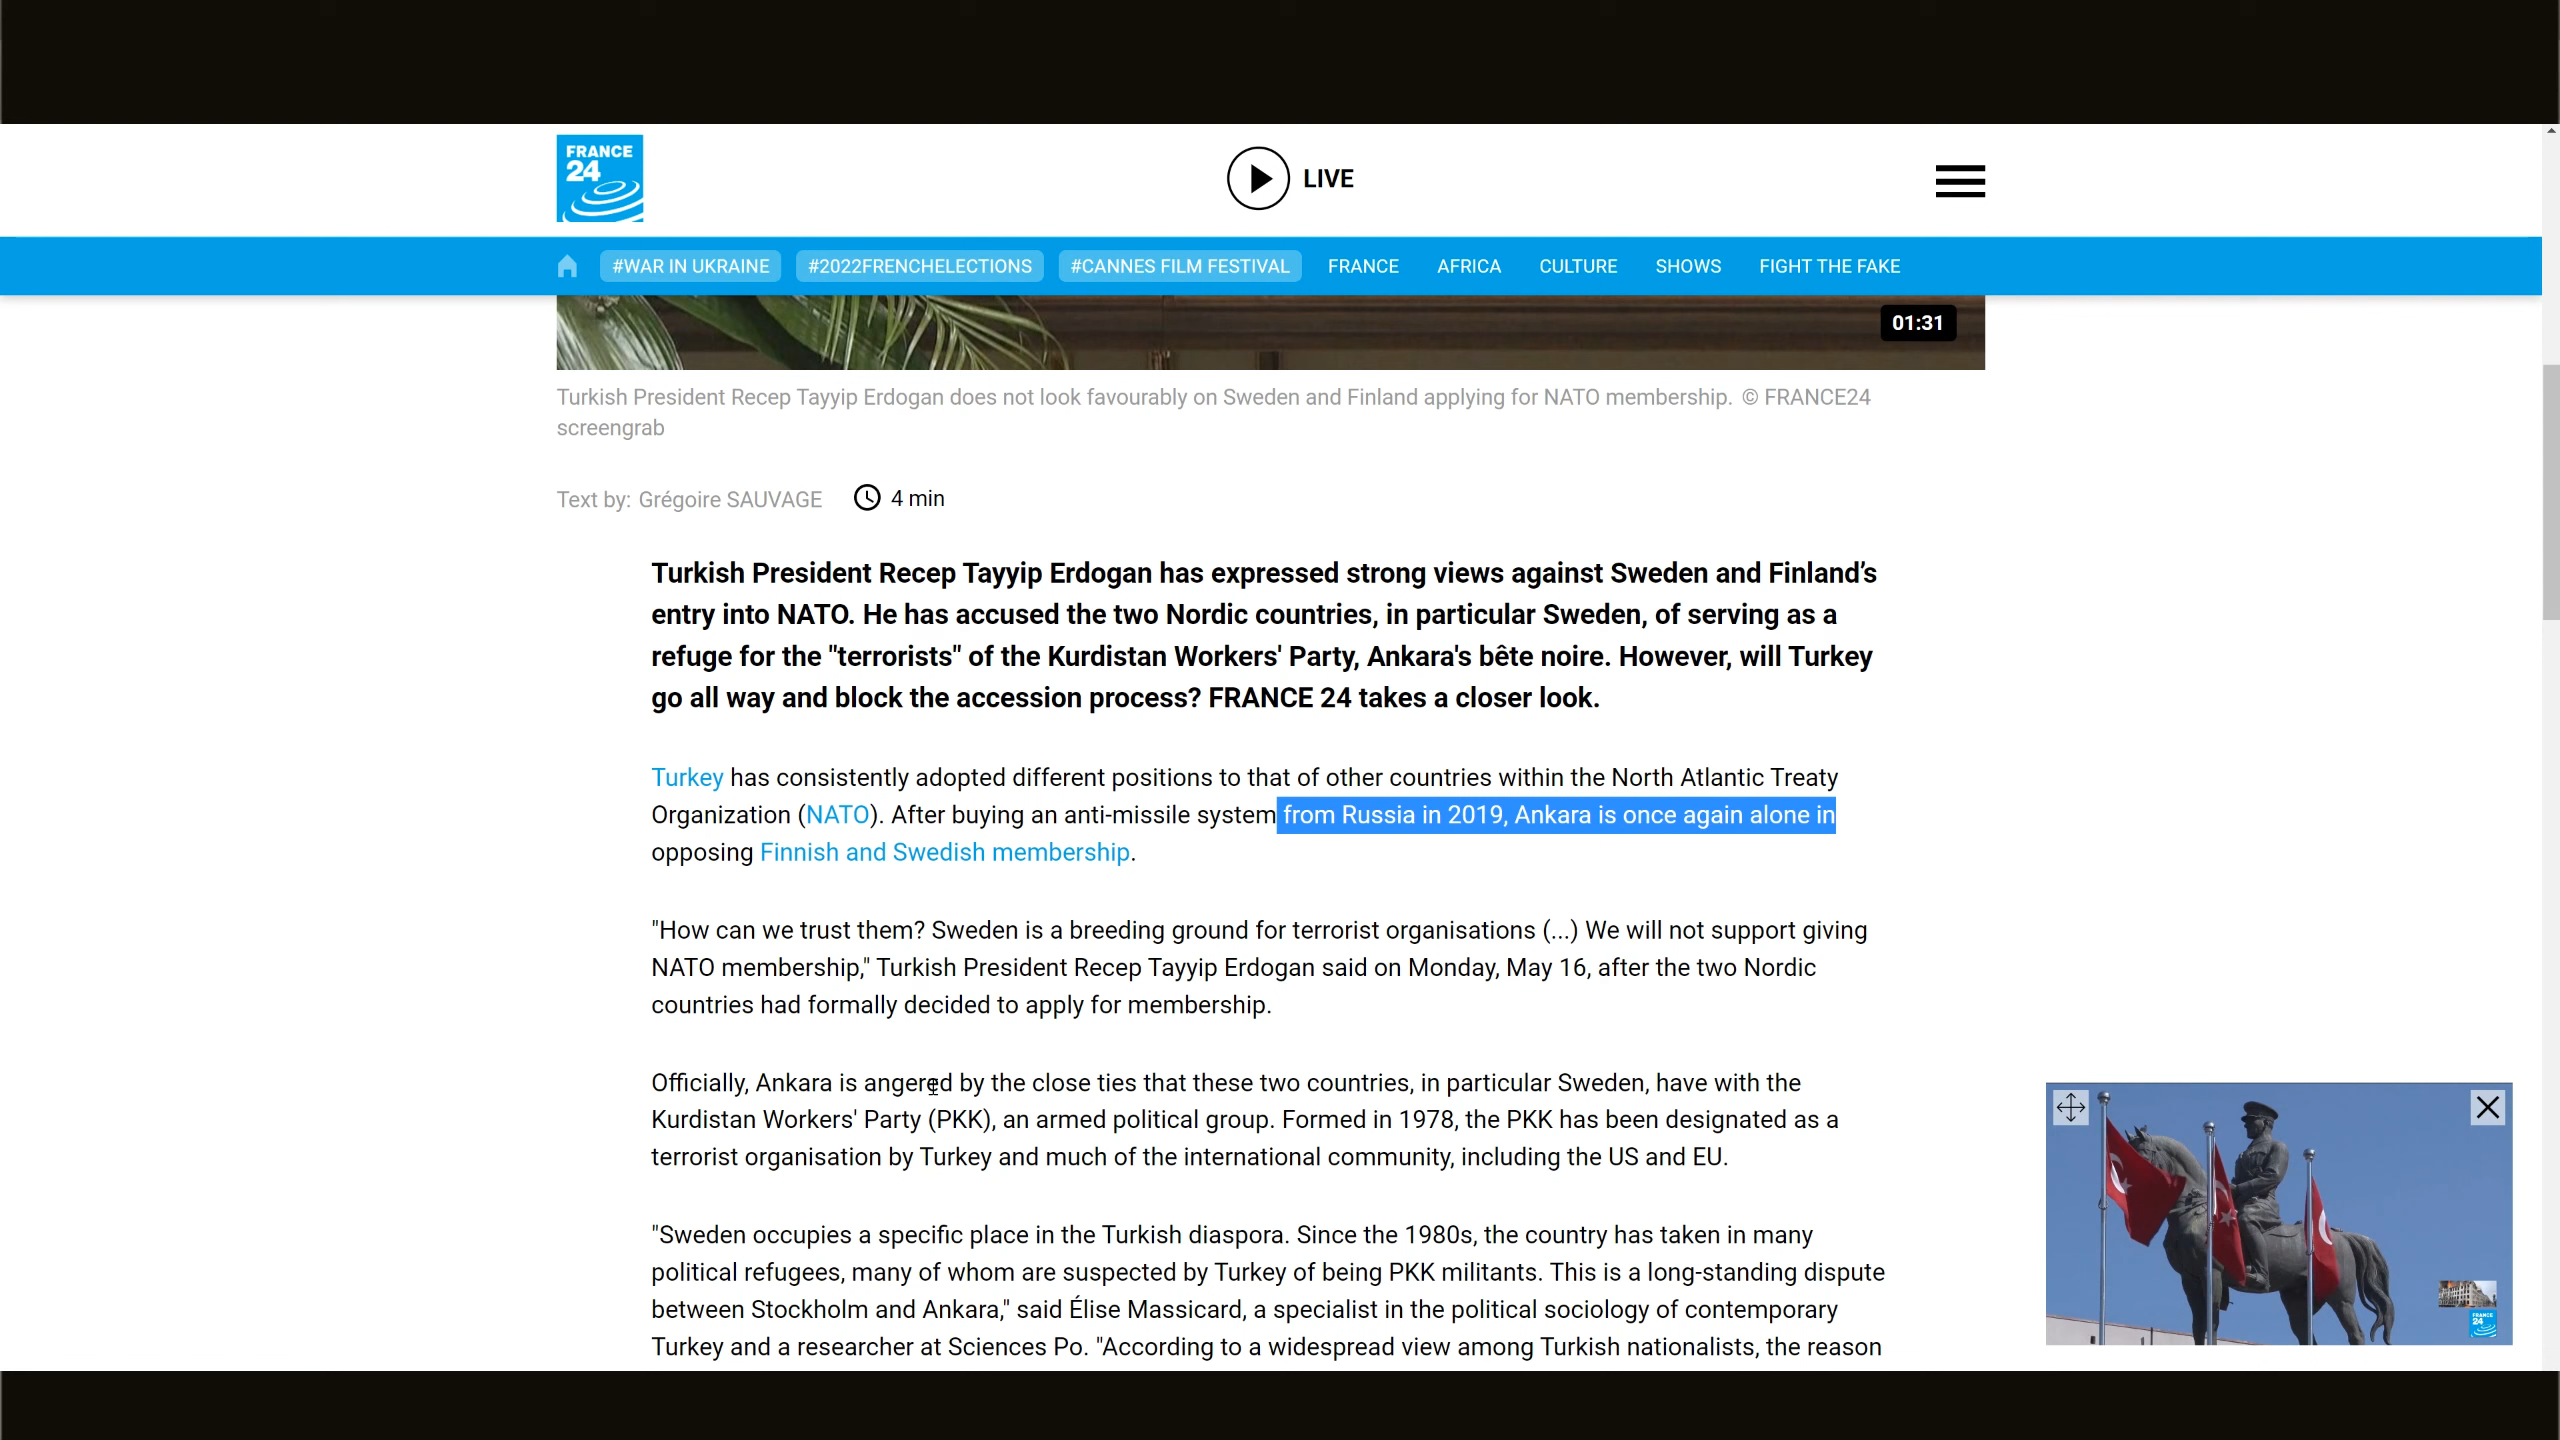 FRANCE
24
LIVE
#WAR IN UKRAINE #2022FRENCHELECTIONS #CANNES FILM FESTIVAL FRANCE AFRICA CULTURE SHOWS FIGHT THE FAKE
01:31
Turkish President Recep Tayyip Erdogan does not look favourably on Sweden and Finland applying for NATO membership. © FRANCE24
screengrab
Text by: Grégoire SAUVAGE 4 min
Turkish President Recep Tayyip Erdogan has expressed strong views against Sweden and Finland’s
entry into NATO. He has accused the two Nordic countries, in particular Sweden, of serving as a
refuge for the "terrorists" of the Kurdistan Workers' Party, Ankara's bête noire. However, will Turkey
go all way and block the accession process? FRANCE 24 takes a closer look.
Turkey has consistently adopted different positions to that of other countries within the North Atlantic Treaty
Organization (NATO). After buying an anti-missile system from Russia in 2019, Ankara is once again alone in
opposing Finnish and Swedish membership.
"How can we trust them? Sweden is a breeding ground for terrorist organisations (...) We will not support giving
NATO membership," Turkish President Recep Tayyip Erdogan said on Monday, May 16, after the two Nordic
countries had formally decided to apply for membership.
Officially, Ankara is angered by the close ties that these two countries, in particular Sweden, have with the
Kurdistan Workers' Party (PKK), an armed political group. Formed in 1978, the PKK has been designated as a
terrorist organisation by Turkey and much of the international community, including the US and EU.
"Sweden occupies a specific place in the Turkish diaspora. Since the 1980s, the country has taken in many
political refugees, many of whom are suspected by Turkey of being PKK militants. This is a long-standing dispute
between Stockholm and Ankara," said Élise Massicard, a specialist in the political sociology of contemporary
Turkey and a researcher at Sciences Po. "According to a widespread view among Turkish nationalists, the reason
FRANCE
24